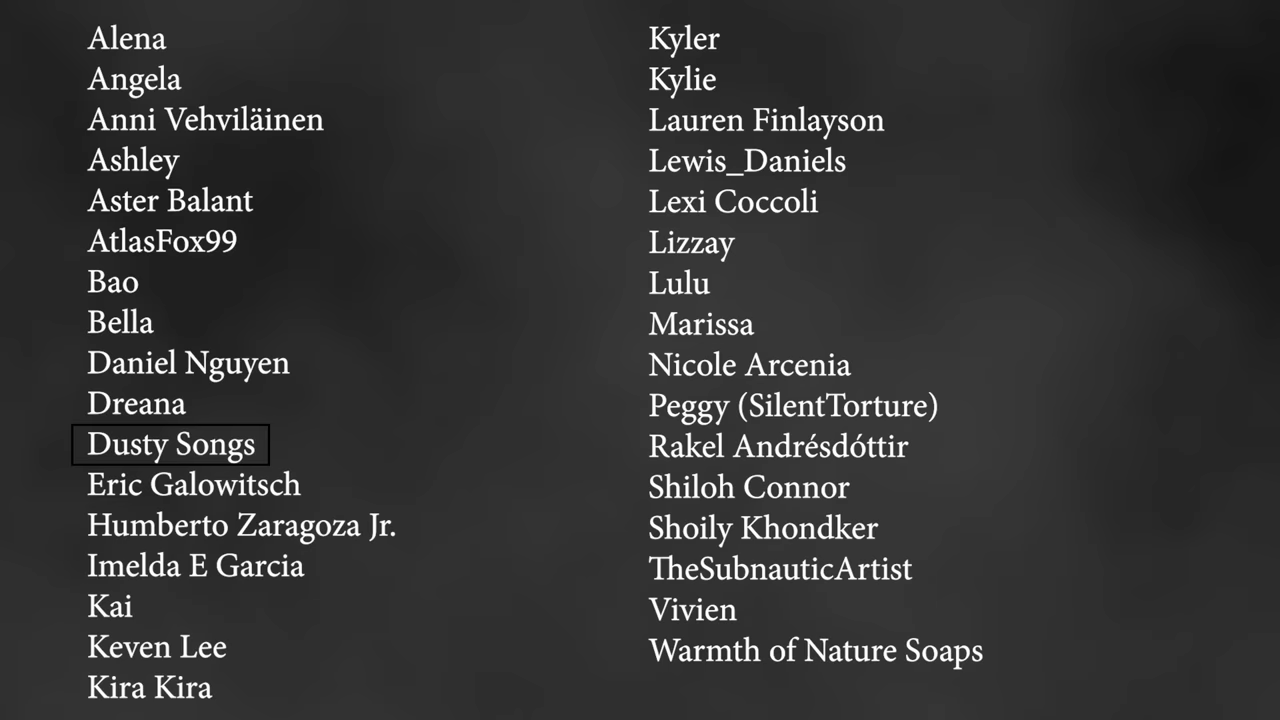 Alena
Angela
Anni Vehviläinen
Ashley
Aster Balant
AtlasFox99
Bao
Bella
Daniel Nguyen
Dreana
Dusty Songs
Eric Galowitsch
Humberto Zaragoza Jr.
Imelda E Garcia
Kai
Keven Lee
Kira Kira
Kyler
Kylie
Lauren Finlayson
Lewis_Daniels
Lexi Coccoli
Lizzay
Lulu
Marissa
Nicole Arcenia
Peggy (SilentTorture)
Rakel Andrésdóttir
Shiloh Connor
Shoily Khondker
TheSubnauticArtist
Vivien
Warmth of Nature Soaps